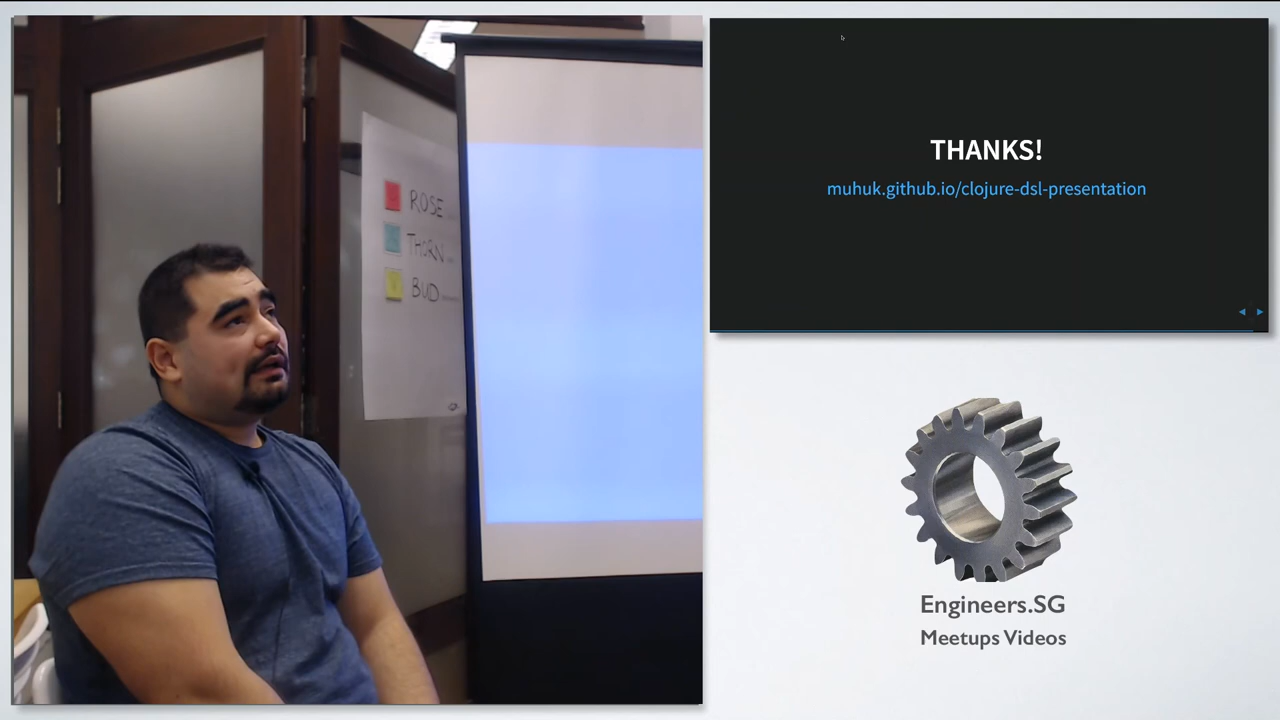 ROSE
THORN
BUD
THANKS!
muhuk.github.io/clojure-dsl-presentation
Engineers.SG
Meetups Videos